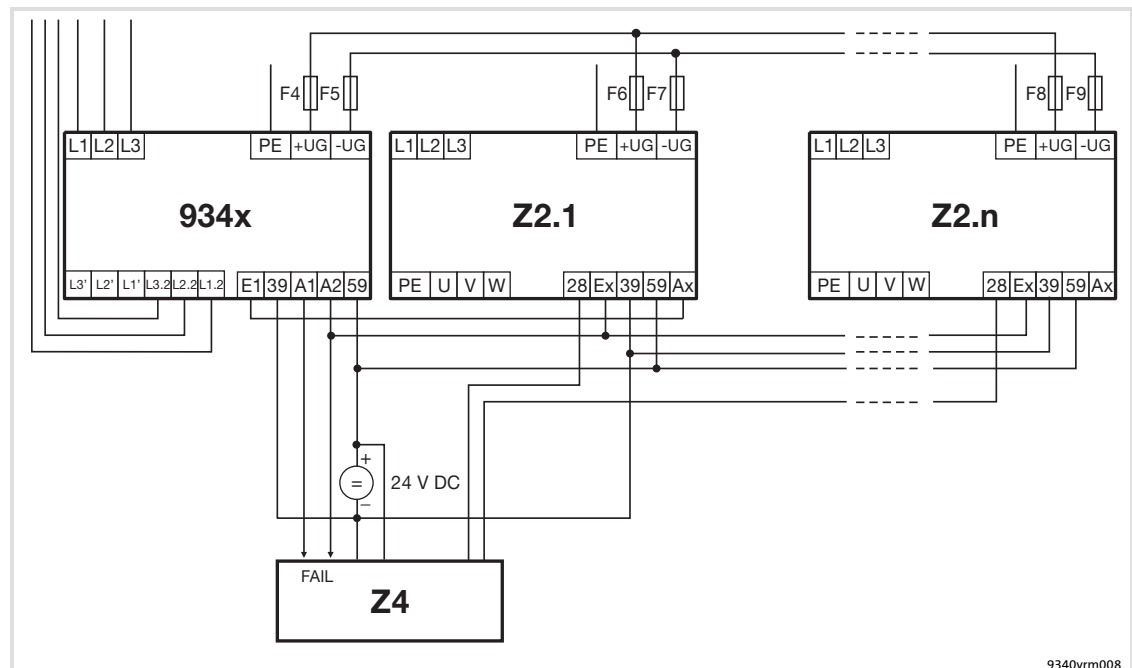 F4 F5 F6 F7 F8 F9
L1 L2 L3 PE +UG -UG L1 L2 L3 PE +UG -UG L1 L2 L3 PE +UG -UG
934x Z2.1 Z2.n
L3' L2' L1' L3.2 L2.2 L1.2 E1 39 A1 A2 59 PE U V W 28 Ex 39 59 Ax PE U V W 28 Ex 39 59 Ax
+
= 24 V DC
−
FAIL
Z4
9340vrm008